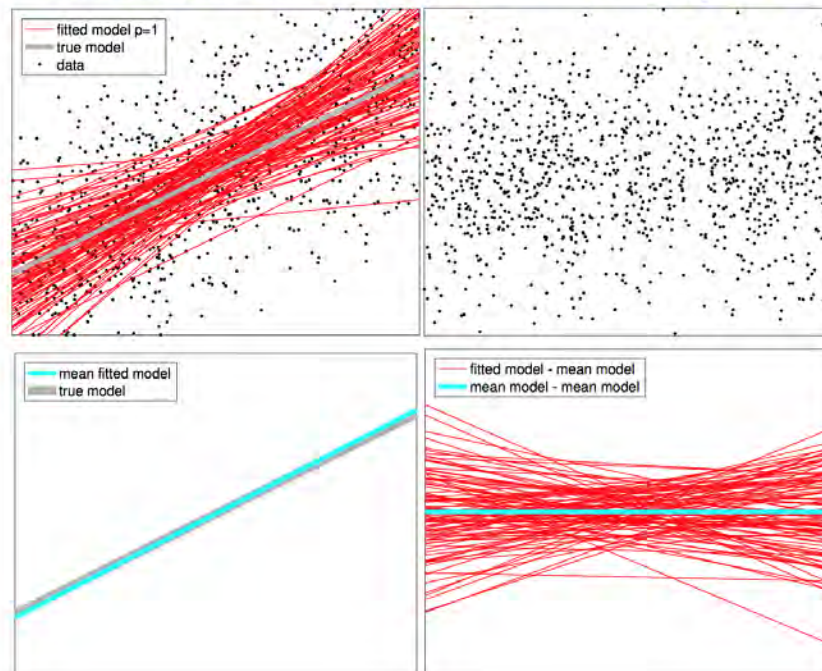 fitted model p=1
true model
data
mean fitted model
true model
fitted model - mean model
mean model - mean model